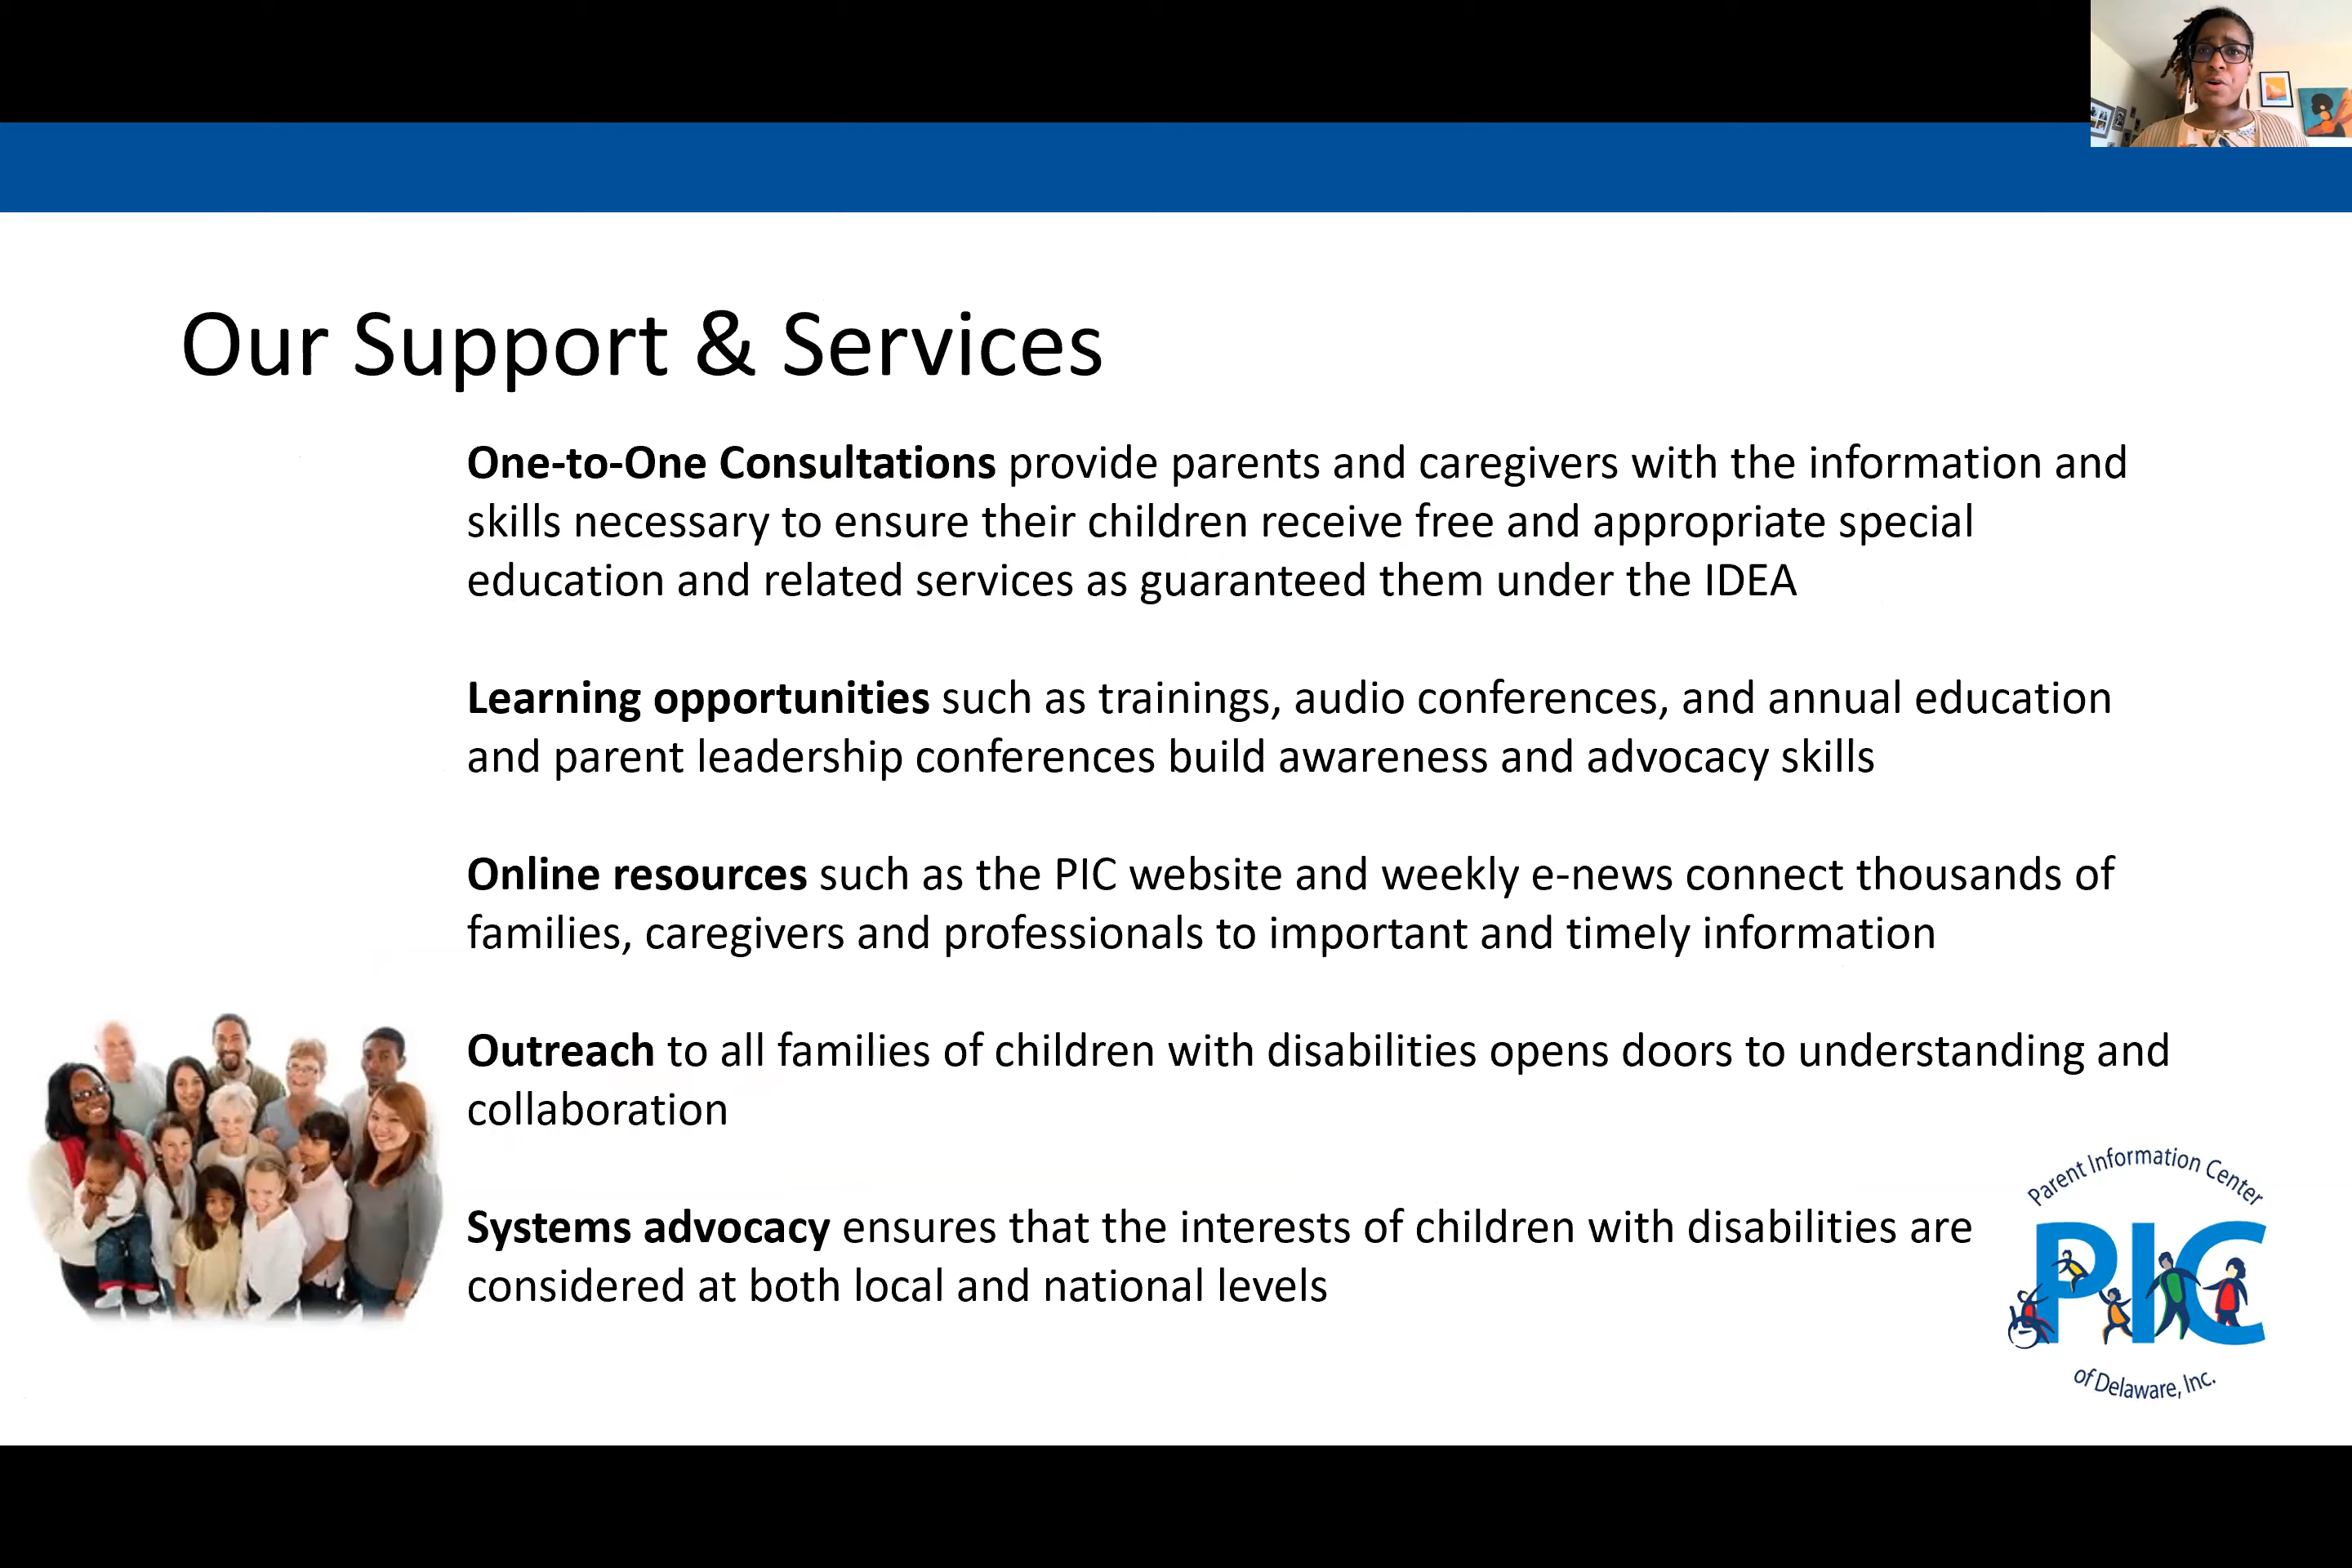 Our Support & Services
One-to-One Consultations provide parents and caregivers with the information and
skills necessary to ensure their children receive free and appropriate special
education and related services as guaranteed them under the IDEA
Learning opportunities such as trainings, audio conferences, and annual education
and parent leadership conferences build awareness and advocacy skills
Online resources such as the PIC website and weekly e-news connect thousands of
families, caregivers and professionals to important and timely information
Outreach to all families of children with disabilities opens doors to understanding and
collaboration
Systems advocacy ensures that the interests of children with disabilities are
considered at both local and national levels
Parent Information Center
PIC
of Delaware, Inc.